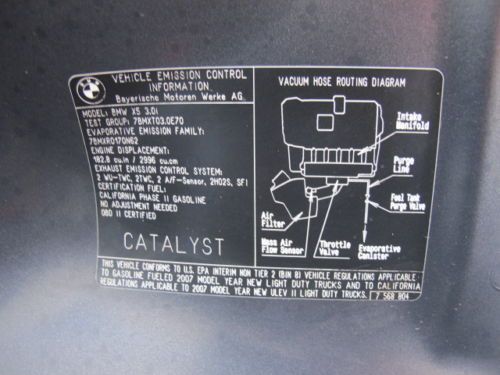 BMW
VEHICLE EMISSION CONTROL
INFORMATION
Bayerische Motoren Werke AG
MODEL: BMW X5 3.0i
TEST GROUP: 7BMXT03.0E70
EVAPORATIVE EMISSION FAMILY:
7BMXR0170N62
ENGINE DISPLACEMENT:
182.8 cu.in / 2996 cu.cm
EXHAUST EMISSION CONTROL SYSTEM:
2 WU-TWC, 2TWC, 2 A/F-Sensor, 2HO2S, SFI
CERTIFICATION FUEL:
CALIFORNIA PHASE II GASOLINE
NO ADJUSTMENT NEEDED
OBD II CERTIFIED
CATALYST
VACUUM HOSE ROUTING DIAGRAM
Intake
Manifold
Purge
Line
Fuel Tank
Purge Valve
Air
Filter
Mass Air
Flow Sensor
Throttle
Valve
Evaporative
Canister
THIS VEHICLE CONFORMS TO U.S. EPA INTERIM NON TIER 2 (BIN 8) VEHICLE REGULATIONS APPLICABLE
TO GASOLINE FUELED 2007 MODEL YEAR NEW LIGHT DUTY TRUCKS AND TO CALIFORNIA
REGULATIONS APPLICABLE TO 2007 MODEL YEAR NEW ULEV II LIGHT DUTY TRUCKS.
7 568 804